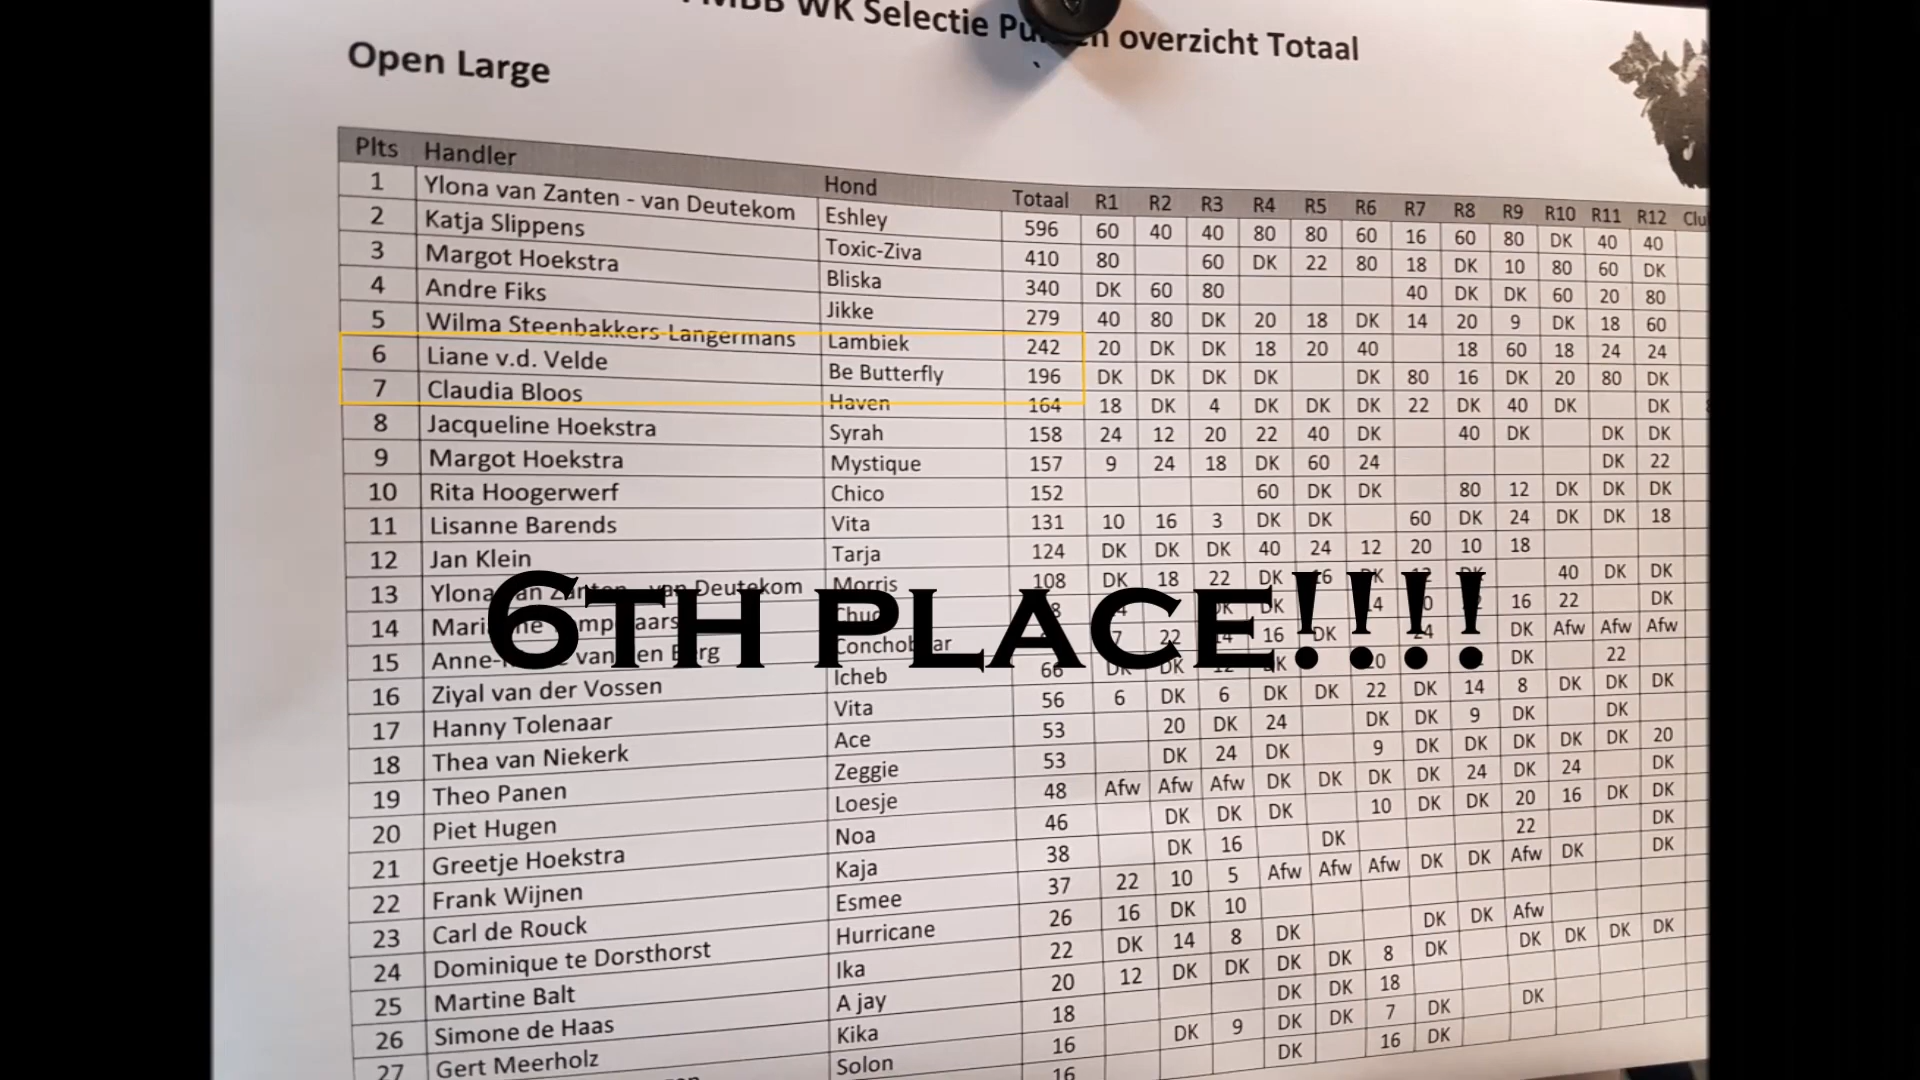 WK Selectie overzicht Totaal
Open Large
Plts Handler Hond Totaal R1 R2 R3 R4 R5 R6 R7 R8 R9 R10 R11 R12
1 Ylona van Zanten - van Deutekom Eshley 596 60 40 40 80 80 60 16 60 80 DK 40 40
2 Katja Slippens Toxic-Ziva 410 80 60 DK 22 80 18 DK 10 80 60 DK
3 Margot Hoekstra Bliska 340 DK 60 80 40 DK DK 60 20 80
4 Andre Fiks Jikke 279 40 80 DK 20 18 DK 14 20 9 DK 18 60
5 Wilma Steenbakkers-Langermans Lambiek 242 20 DK DK 18 20 40 18 60 18 24 24
6 Liane v.d. Velde Be Butterfly 196 DK DK DK DK DK 80 16 DK 20 80 DK
7 Claudia Bloos Haven 164 18 DK 4 DK DK DK 22 DK 40 DK DK
8 Jacqueline Hoekstra Syrah 158 24 12 20 22 40 DK 40 DK DK DK
9 Margot Hoekstra Mystique 157 9 24 18 DK 60 24 DK 22
10 Rita Hoogerwerf Chico 152 60 DK DK 80 12 DK DK DK
11 Lisanne Barends Vita 131 10 16 3 DK DK 60 DK 24 DK DK 18
12 Jan Klein Tarja 124 DK DK DK 40 24 12 20 10 18
13 Ylona van Zanten - van Deutekom Morris 108 DK 18 22 DK 40 DK DK
14 DK 16 22 DK
6TH PLACE!!!!
15 22 16 DK DK Afw Afw Afw
16 Ziyal van der Vossen Icheb 66 DK 22
17 Hanny Tolenaar Vita 56 6 DK 6 DK DK 22 DK 14 8 DK DK DK
18 Thea van Niekerk Ace 53 20 DK 24 DK DK 9 DK DK
19 Theo Panen Zeggie 53 DK 24 DK 9 DK DK DK DK DK 20
20 Piet Hugen Loesje 48 Afw Afw Afw DK DK DK DK 24 DK 24 DK
21 Greetje Hoekstra Noa 46 DK DK DK 10 DK DK 20 16 DK DK
22 Frank Wijnen Kaja 38 DK 16 DK 22 DK
23 Carl de Rouck Esmee 37 22 10 5 Afw Afw Afw DK DK Afw DK DK
24 Dominique te Dorsthorst Hurricane 26 16 DK 10
25 Martine Balt Ika 22 DK 14 8 DK DK DK Afw
26 Simone de Haas A jay 20 12 DK DK DK DK 8 DK DK DK DK DK
27 Gert Meerholz Kika 18 DK DK 18
Solon 16 DK 9 DK DK 7 DK DK
16 DK 16 DK